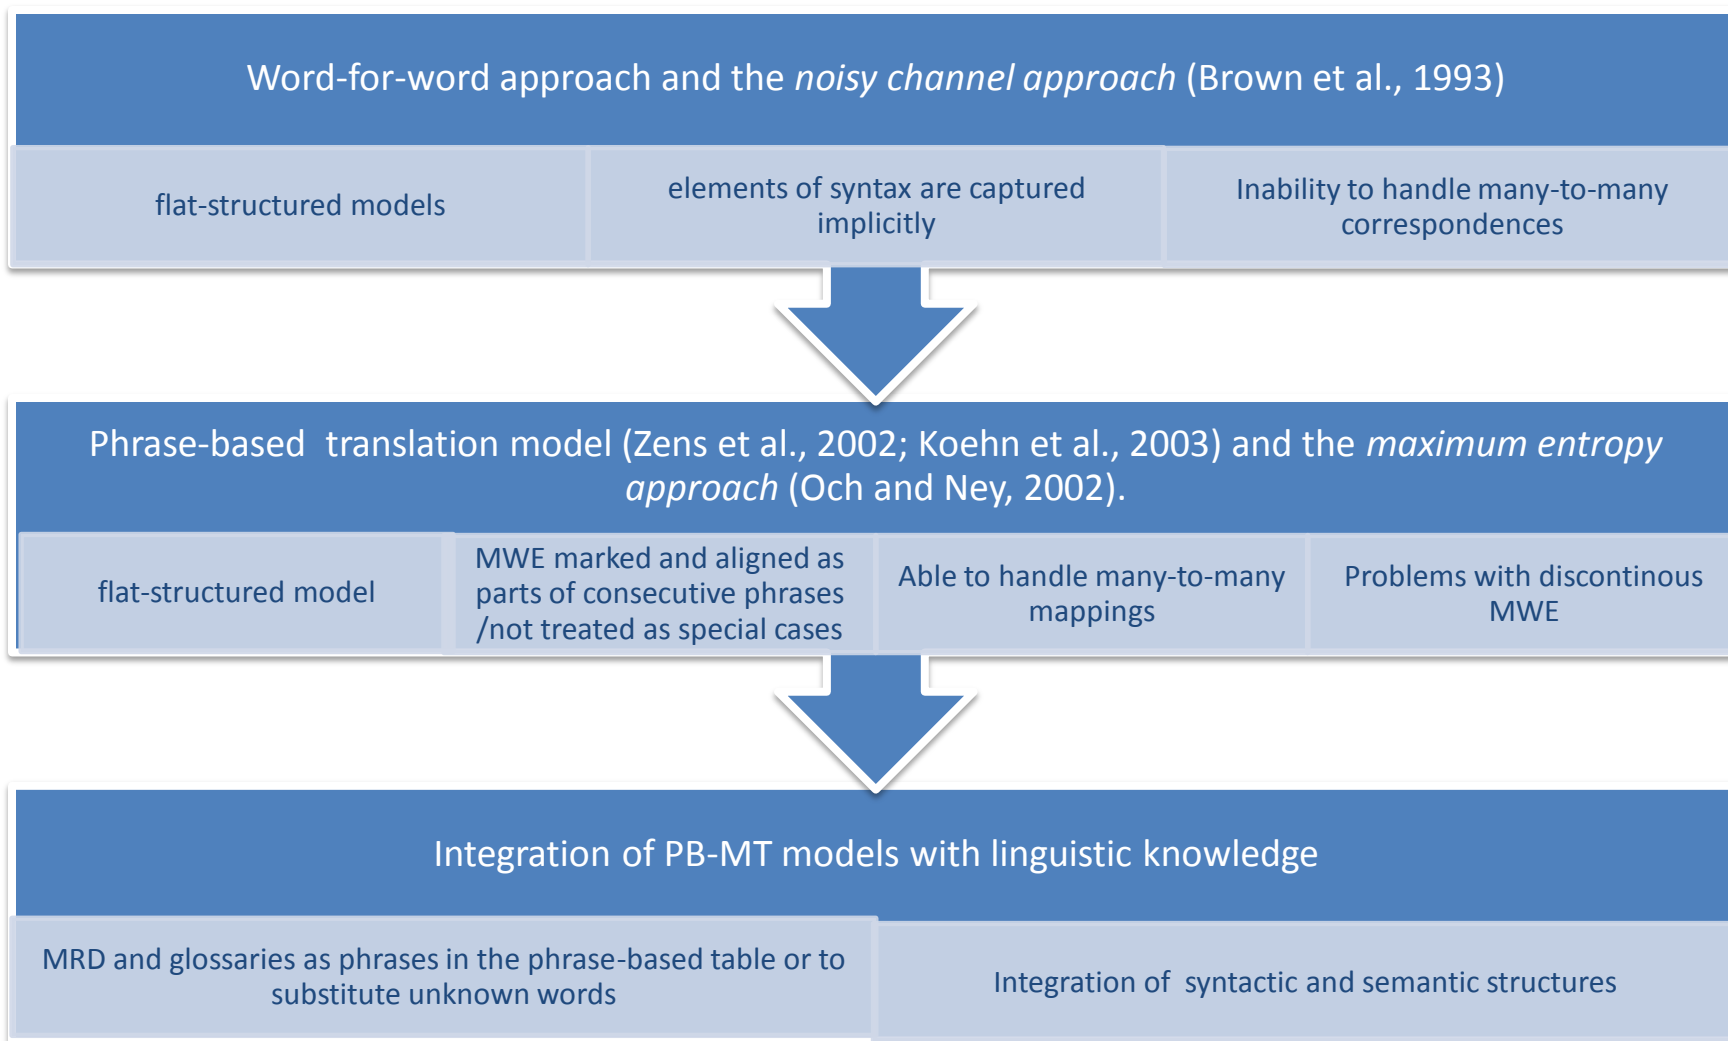 Word-for-word approach and the noisy channel approach (Brown et al., 1993)
flat-structured models
elements of syntax are captured
implicitly
Inability to handle many-to-many
correspondences
Phrase-based translation model (Zens et al., 2002; Koehn et al., 2003) and the maximum entropy
approach (Och and Ney, 2002).
flat-structured model
MWE marked and aligned as
parts of consecutive phrases
/not treated as special cases
Able to handle many-to-many
mappings
Problems with discontinous
MWE
Integration of PB-MT models with linguistic knowledge
MRD and glossaries as phrases in the phrase-based table or to
substitute unknown words
Integration of syntactic and semantic structures